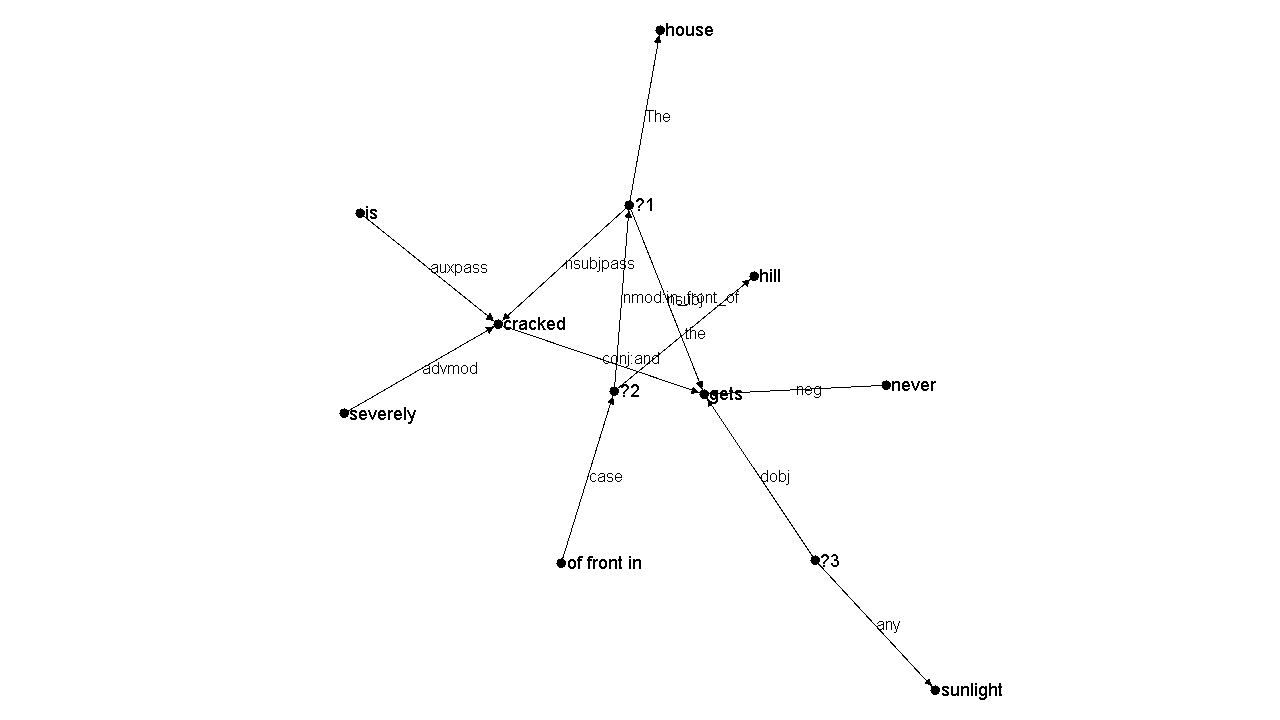 house
The
?1
is
nsubjpass
auxpass
hill
nmod:in_front_of
nsubj
cracked
the
conj:and
advmod
never
neg
?2
gets
severely
case
dobj
of front in
?3
any
sunlight